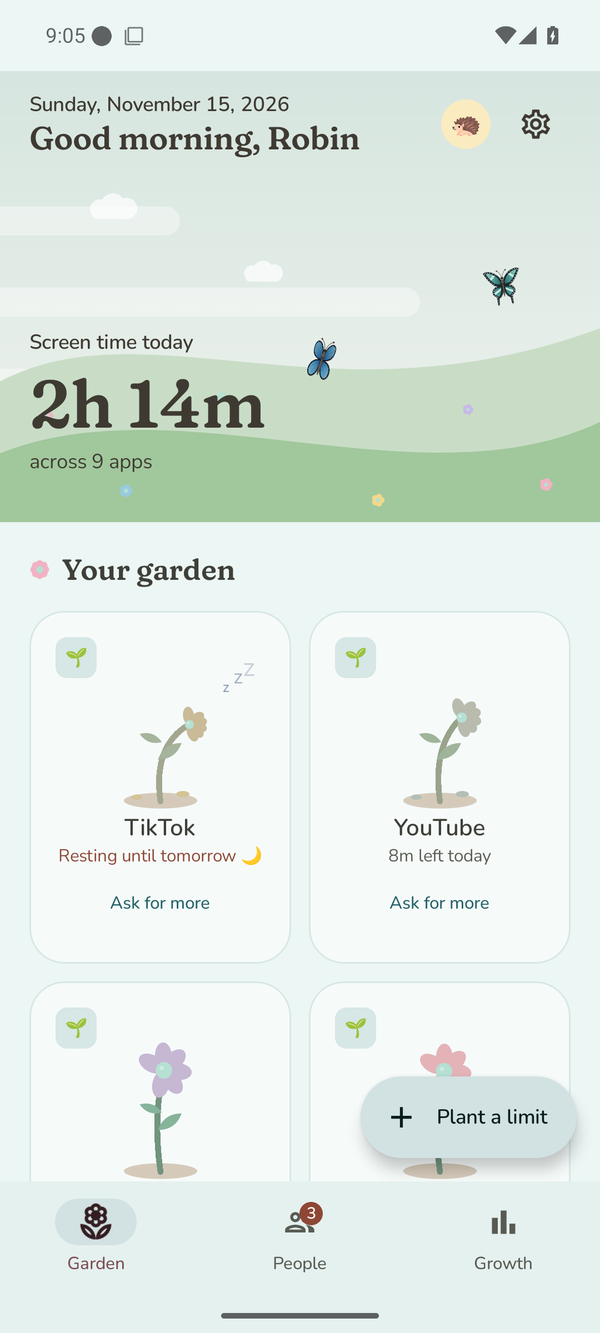 9:05
Sunday, November 15, 2026
Good morning, Robin
Screen time today
2h 14m
across 9 apps
Your garden
z z Z
TikTok
Resting until tomorrow 🌙
Ask for more
YouTube
8m left today
Ask for more
Plant a limit
Garden
3
People
Growth